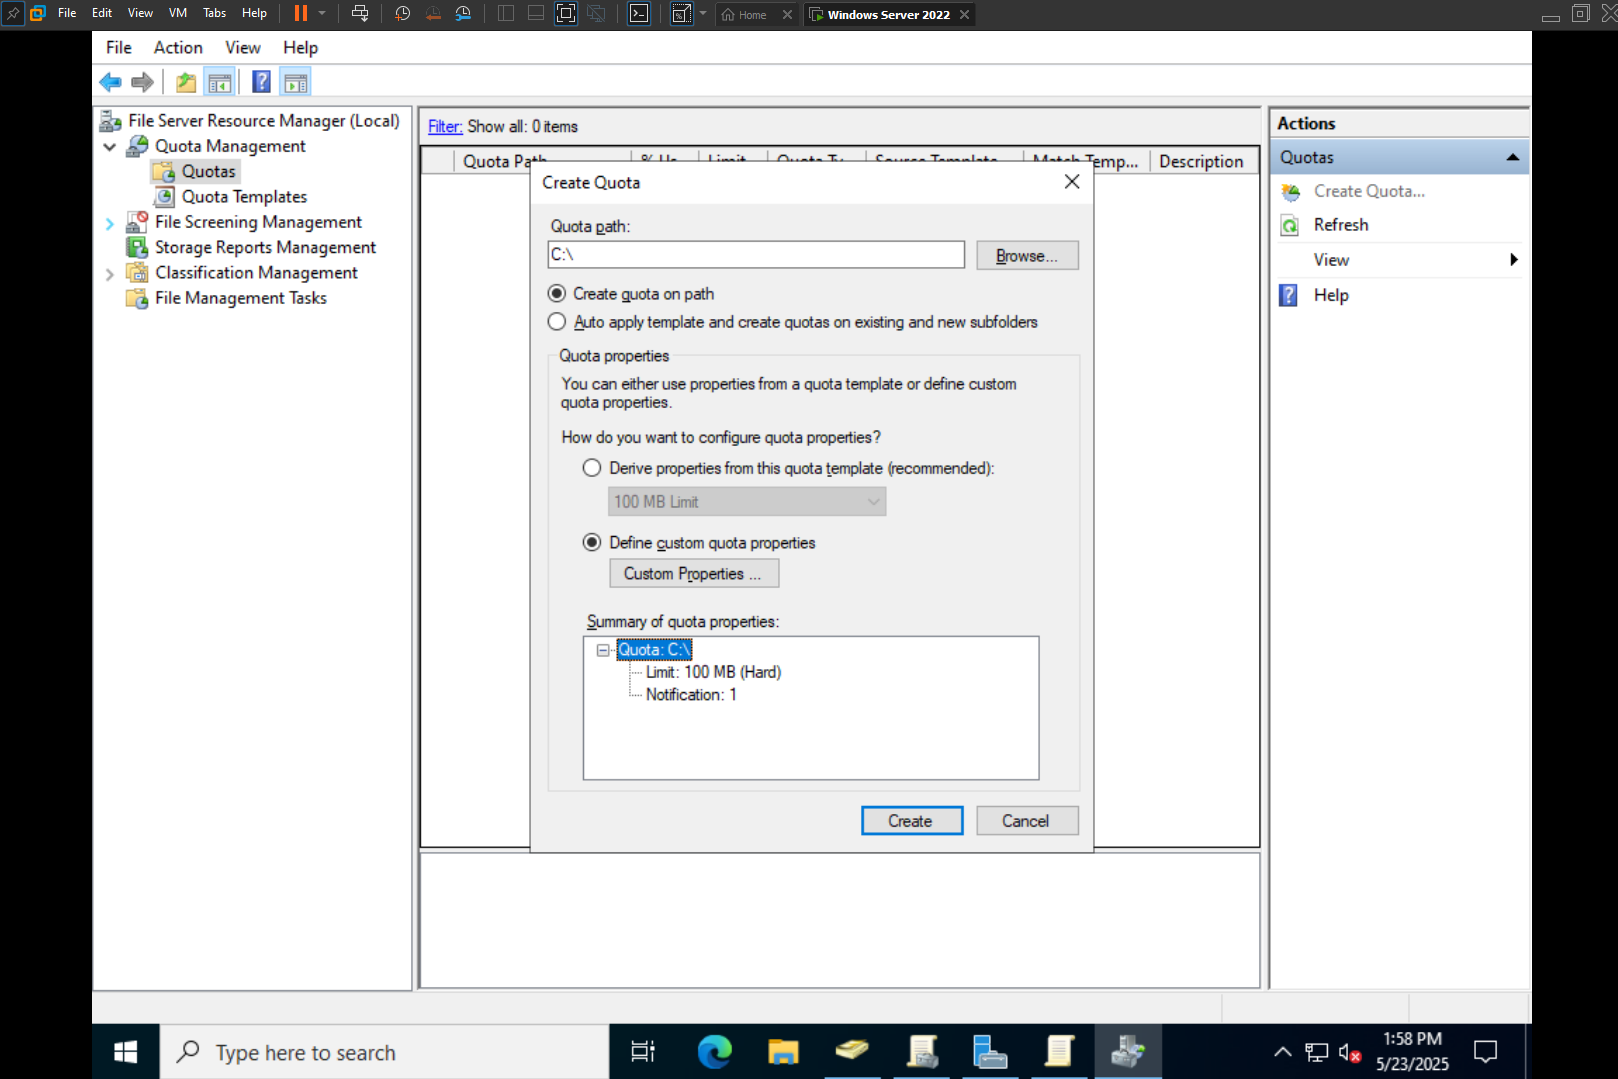 File Edit View VM Tabs Help
Home
Windows Server 2022
File Action View Help
File Server Resource Manager (Local)
Quota Management
Quotas
Quota Templates
File Screening Management
Storage Reports Management
Classification Management
File Management Tasks
Filter: Show all: 0 items
Quota Path % Us... Limit Quota Ty... Source Template Match Temp... Description
Create Quota
Quota path:
C:\
Browse...
Create quota on path
Auto apply template and create quotas on existing and new subfolders
Quota properties
You can either use properties from a quota template or define custom
quota properties.
How do you want to configure quota properties?
Derive properties from this quota template (recommended):
100 MB Limit
Define custom quota properties
Custom Properties ...
Summary of quota properties:
Quota: C:\
Limit: 100 MB (Hard)
Notification: 1
Create
Cancel
Actions
Quotas
Create Quota...
Refresh
View
Help
Type here to search
1:58 PM
5/23/2025